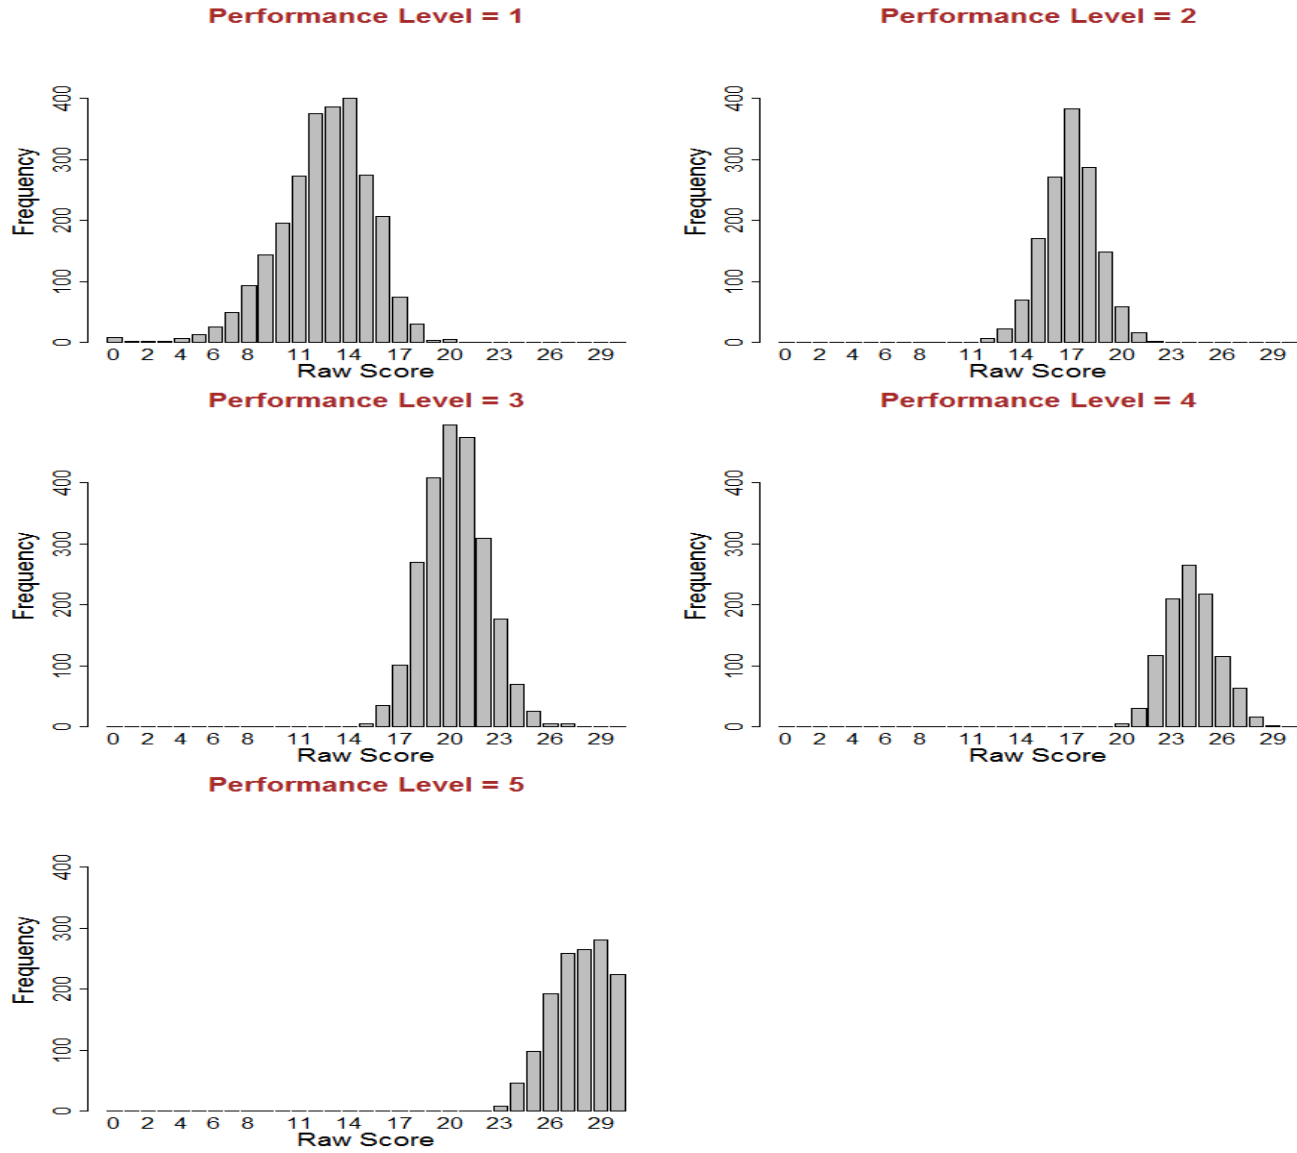 Performance Level = 1
Frequency
400
300
200
100
0
0 2 4 6 8 11 14 17 20 23 26 29
Raw Score
Performance Level = 2
Frequency
400
300
200
100
0
0 2 4 6 8 11 14 17 20 23 26 29
Raw Score
Performance Level = 3
Frequency
400
300
200
100
0
0 2 4 6 8 11 14 17 20 23 26 29
Raw Score
Performance Level = 4
Frequency
400
300
200
100
0
0 2 4 6 8 11 14 17 20 23 26 29
Raw Score
Performance Level = 5
Frequency
400
300
200
100
0
0 2 4 6 8 11 14 17 20 23 26 29
Raw Score